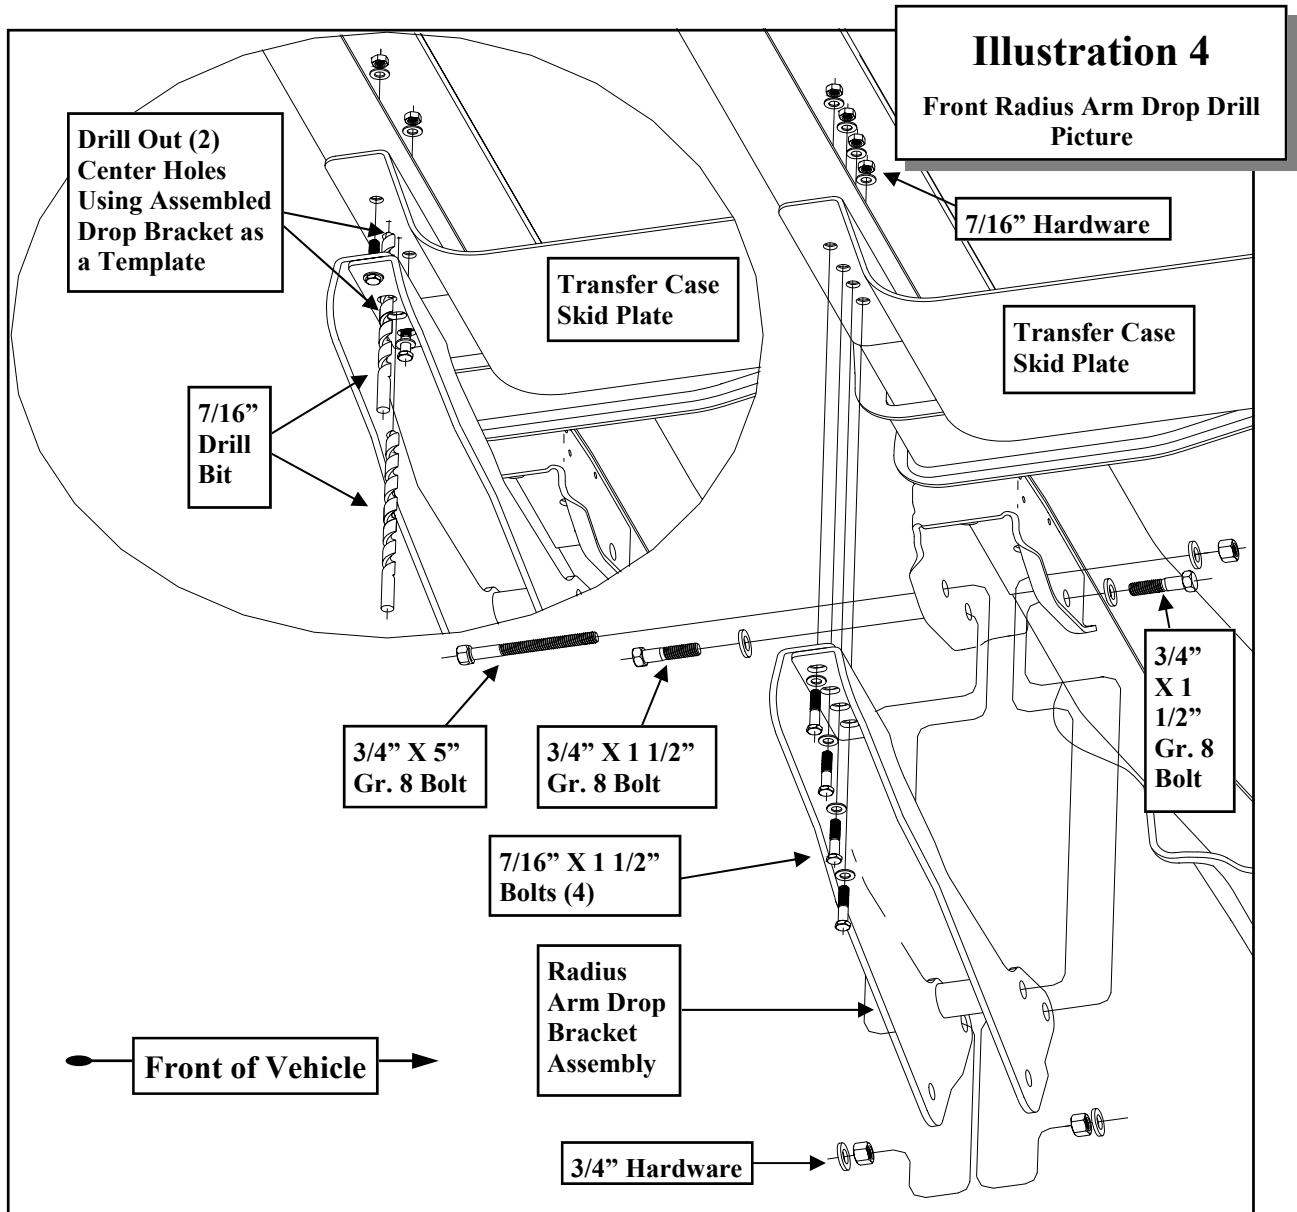 Illustration 4
Front Radius Arm Drop Drill
Picture
Drill Out (2)
Center Holes
Using Assembled
Drop Bracket as
a Template
7/16” Hardware
Transfer Case
Skid Plate
Transfer Case
Skid Plate
7/16”
Drill
Bit
3/4” X 5”
Gr. 8 Bolt
3/4” X 1 1/2”
Gr. 8 Bolt
3/4”
X 1
1/2”
Gr. 8
Bolt
7/16” X 1 1/2”
Bolts (4)
Radius
Arm Drop
Bracket
Assembly
Front of Vehicle
3/4” Hardware